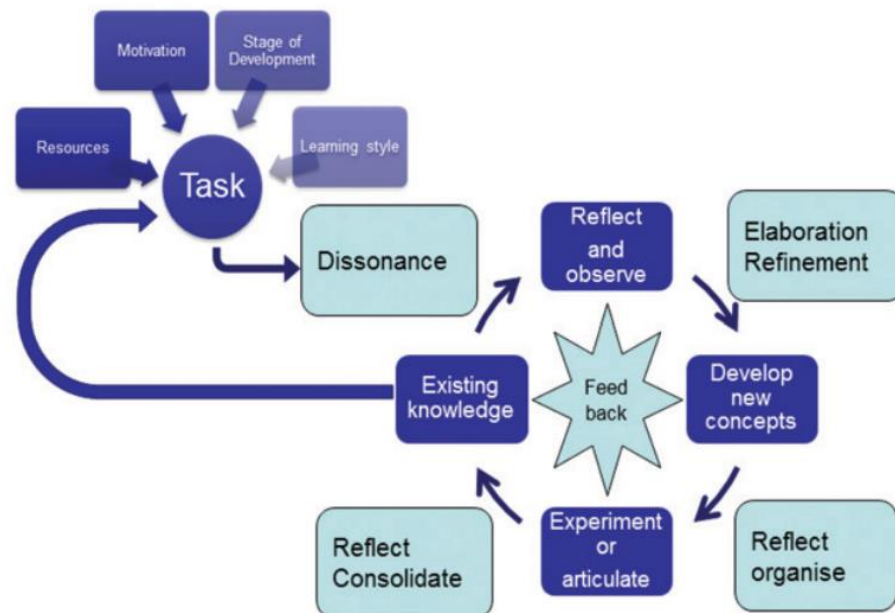 Motivation
Stage of
Development
Resources
Learning style
Task
Dissonance
Reflect
and
observe
Elaboration
Refinement
Existing
knowledge
Feed
back
Develop
new
concepts
Reflect
Consolidate
Experiment
or
articulate
Reflect
organise